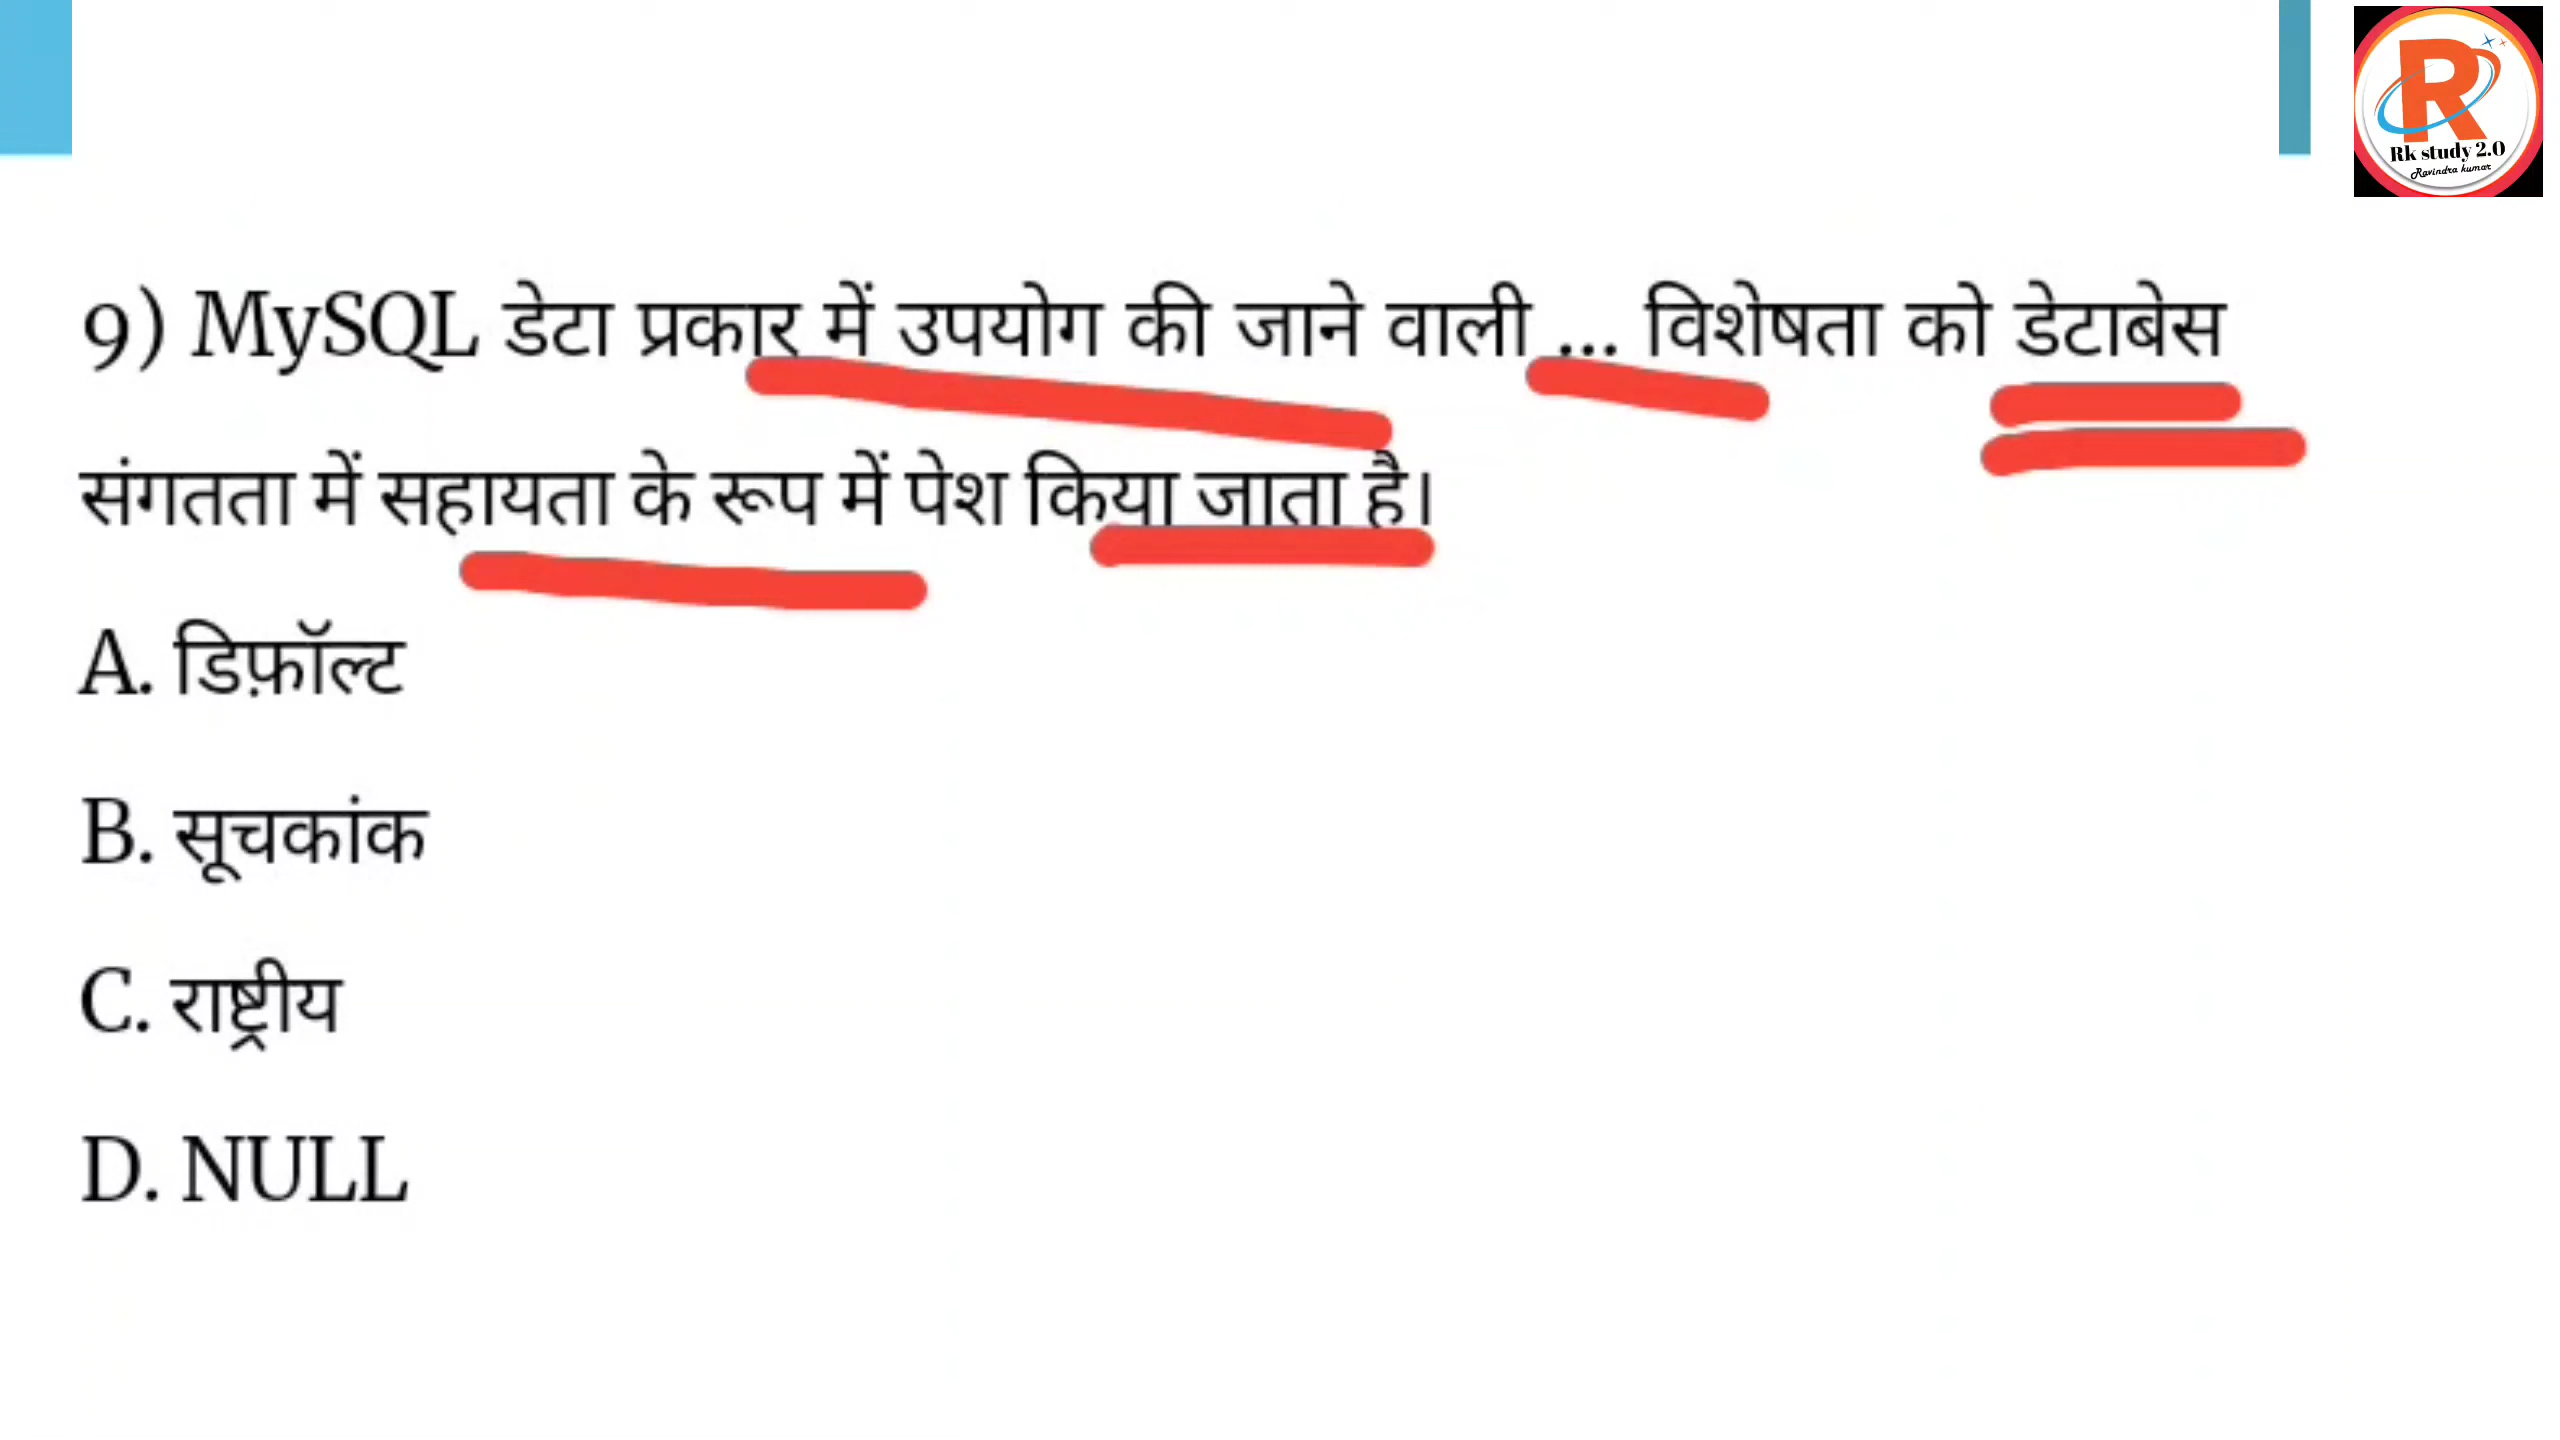 R
Rk study 2.0
Ravindra kumar
9) MySQL डेटा प्रकार में उपयोग की जाने वाली ... विशेषता को डेटाबेस
संगतता में सहायता के रूप में पेश किया जाता है।
A. डिफ़ॉल्ट
B. सूचकांक
C. राष्ट्रीय
D. NULL